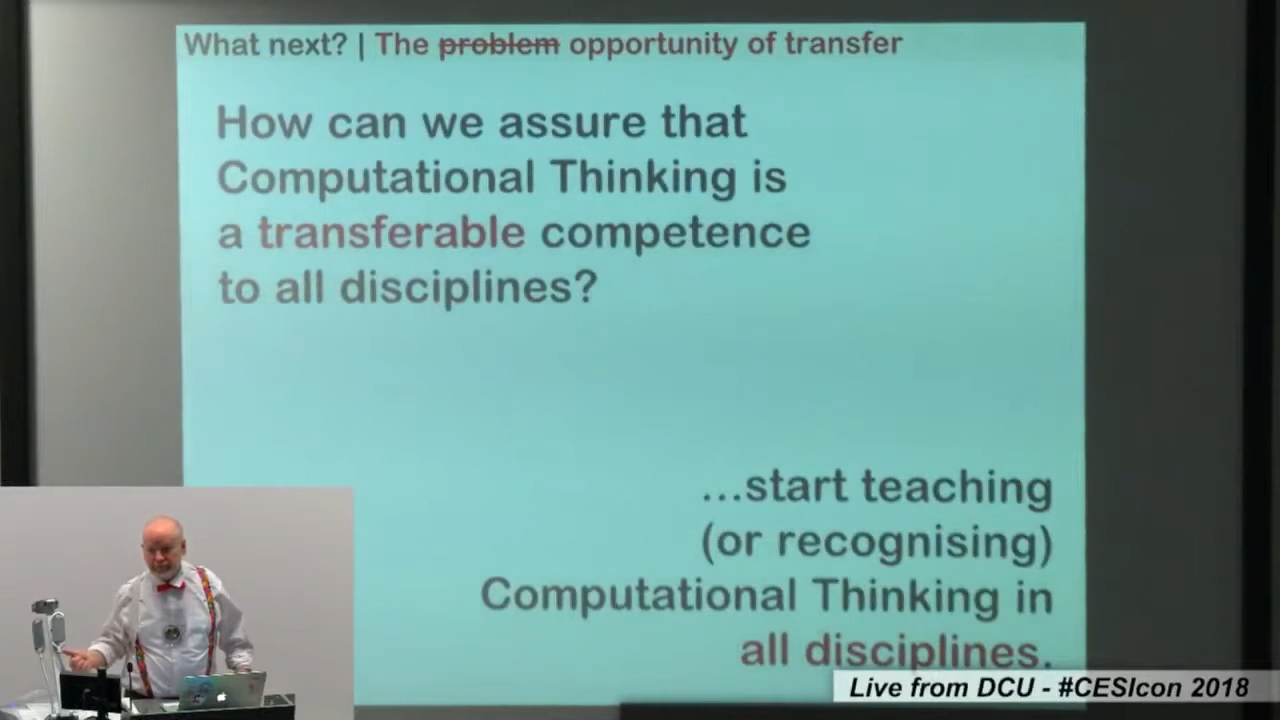 What next? | The problem opportunity of transfer
How can we assure that
Computational Thinking is
a transferable competence
to all disciplines?
...start teaching
(or recognising)
Computational Thinking in
all disciplines.
Live from DCU - #CESIcon 2018